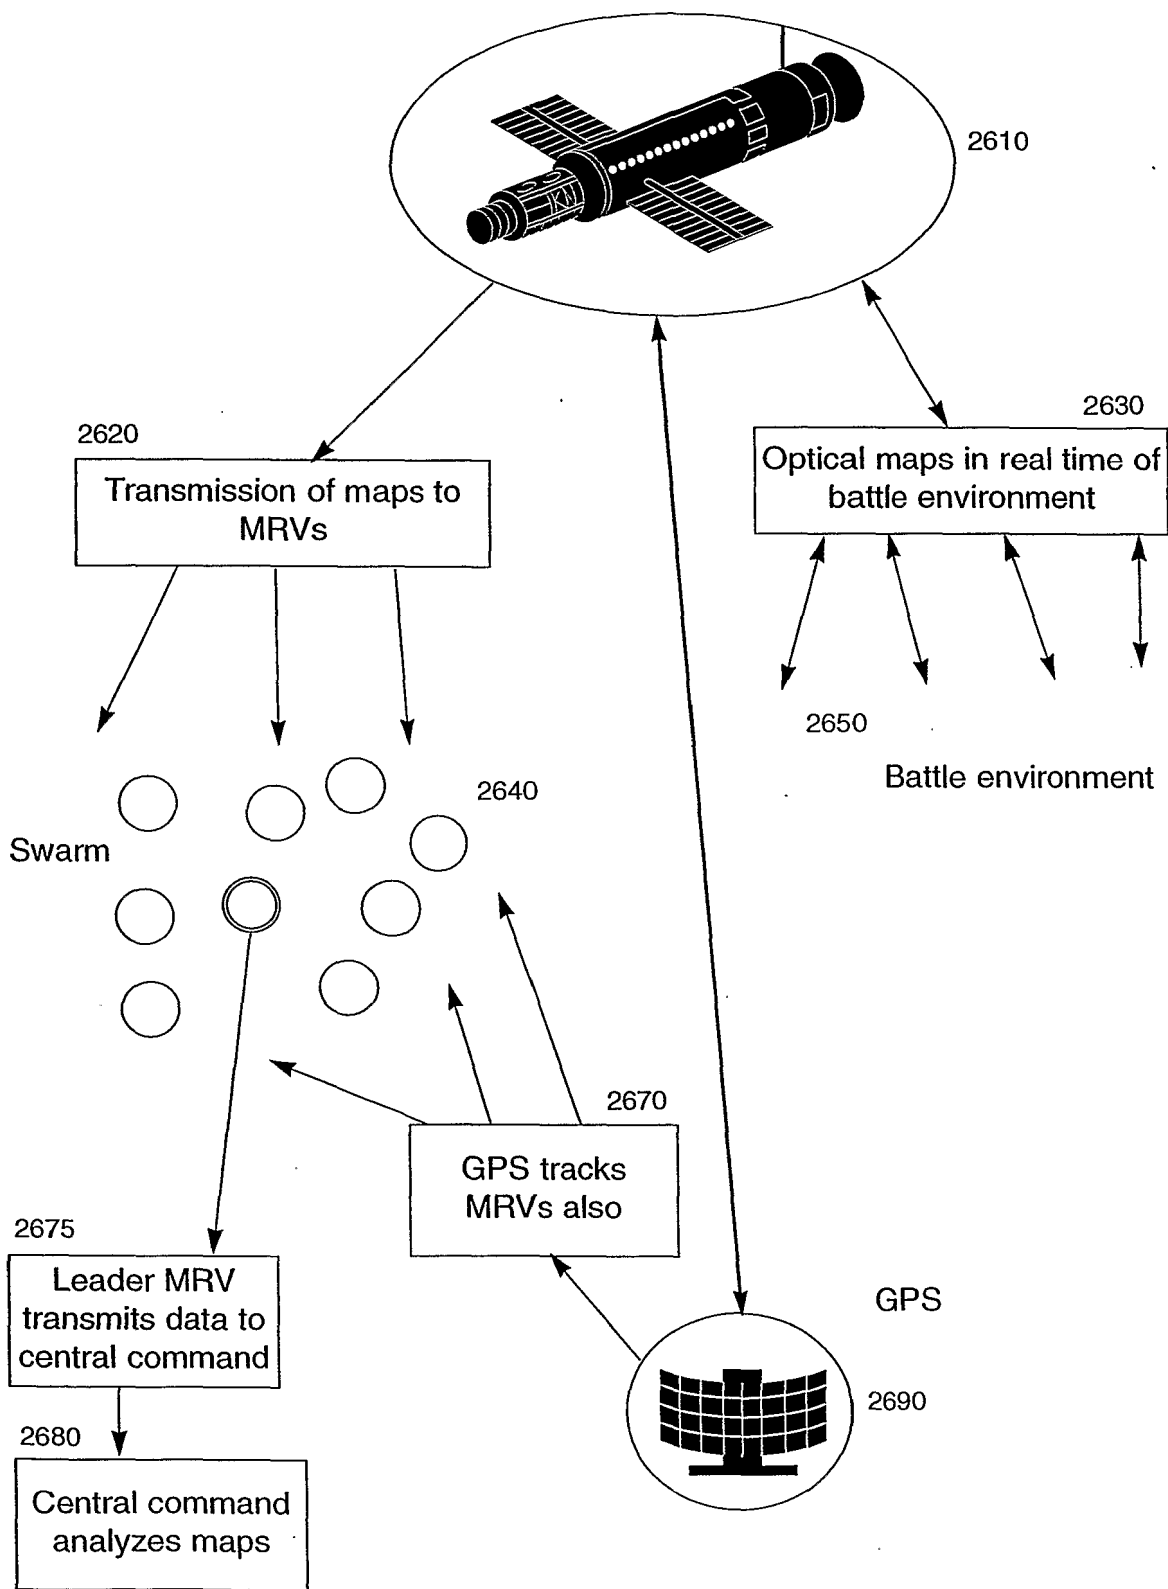 2610
2620
Transmission of maps to
MRVs
2630
Optical maps in real time of
battle environment
2650
Battle environment
2640
Swarm
2670
GPS tracks
MRVs also
2675
Leader MRV
transmits data to
central command
GPS
2690
2680
Central command
analyzes maps